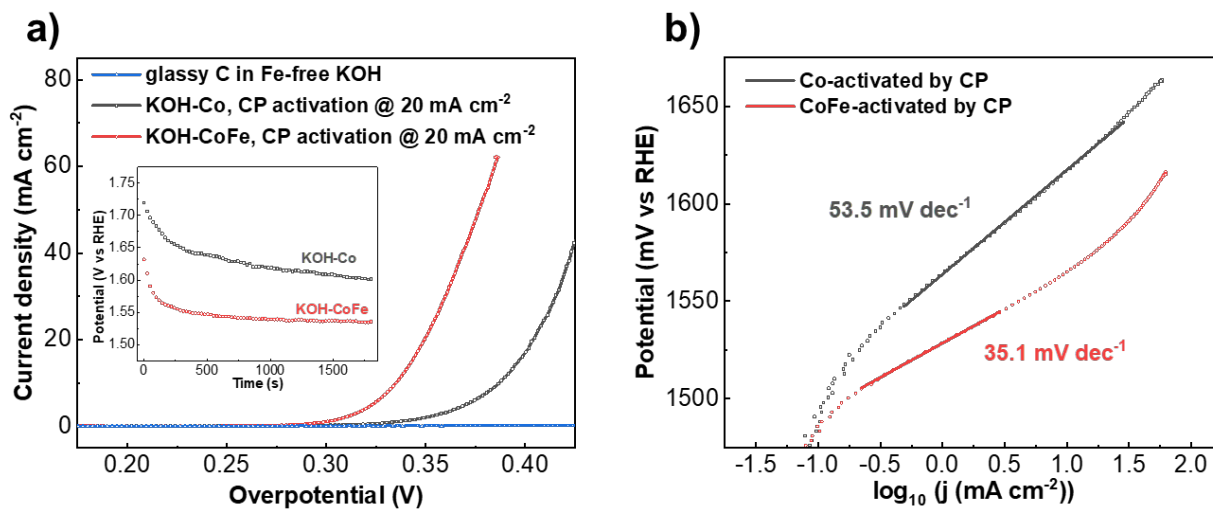 a)
glassy C in Fe-free KOH
KOH-Co, CP activation @ 20 mA cm⁻²
KOH-CoFe, CP activation @ 20 mA cm⁻²
80
60
40
20
0
Current density (mA cm⁻²)
0.20
0.25
0.30
0.35
0.40
Overpotential (V)
1.75
1.70
1.65
1.60
1.55
1.50
Potential (V vs RHE)
KOH-Co
KOH-CoFe
0
500
1000
1500
Time (s)
b)
Co-activated by CP
CoFe-activated by CP
1650
1600
1550
1500
Potential (mV vs RHE)
53.5 mV dec⁻¹
35.1 mV dec⁻¹
-1.5
-1.0
-0.5
0.0
0.5
1.0
1.5
2.0
log₁₀ (j (mA cm⁻²))